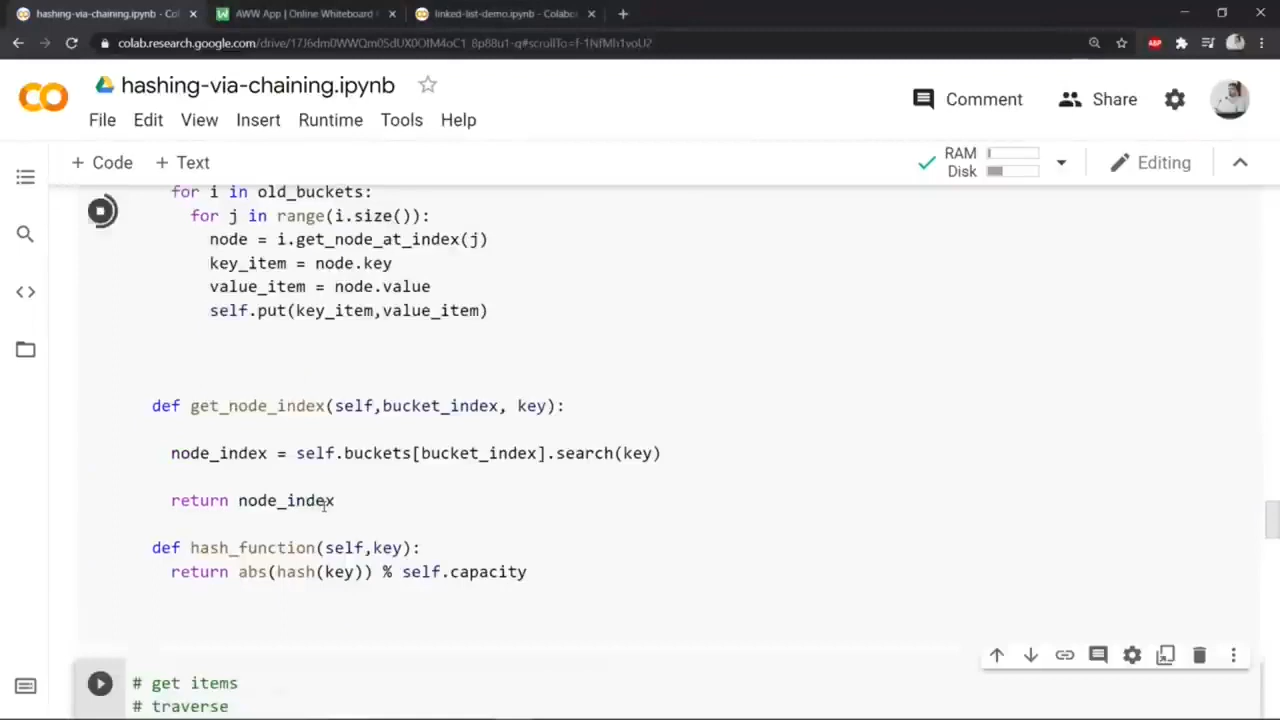 hashing-via-chaining.ipynb - Col
AWW App | Online Whiteboard
linked-list-demo.ipynb - Colabor
hashing-via-chaining.ipynb
File Edit View Insert Runtime Tools Help
Comment
Share
+ Code + Text
RAM
Disk
Editing
for i in old_buckets:
for j in range(i.size()):
node = i.get_node_at_index(j)
key_item = node.key
value_item = node.value
self.put(key_item,value_item)
def get_node_index(self,bucket_index, key):
node_index = self.buckets[bucket_index].search(key)
return node_index
def hash_function(self,key):
return abs(hash(key)) % self.capacity
# get items
# traverse